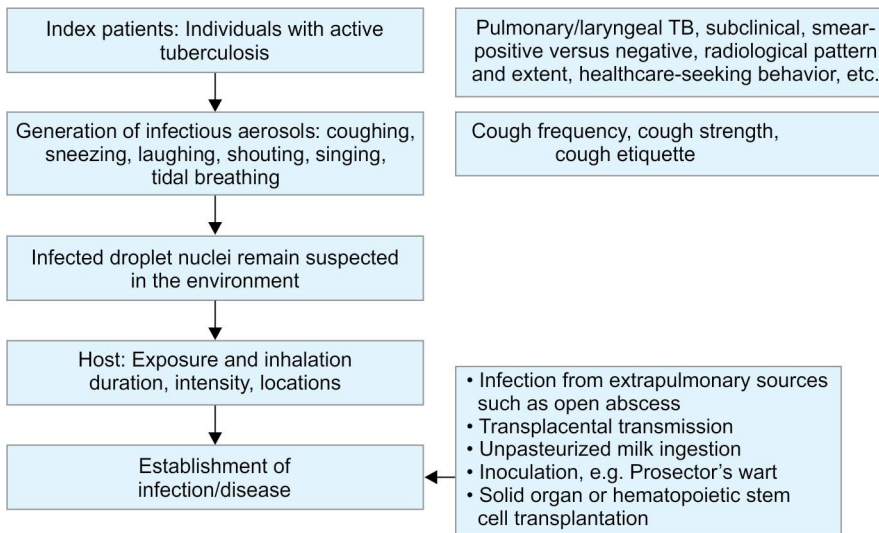 Index patients: Individuals with active
tuberculosis
Pulmonary/laryngeal TB, subclinical, smear-
positive versus negative, radiological pattern
and extent, healthcare-seeking behavior, etc.
Generation of infectious aerosols: coughing,
sneezing, laughing, shouting, singing,
tidal breathing
Cough frequency, cough strength,
cough etiquette
Infected droplet nuclei remain suspected
in the environment
Host: Exposure and inhalation
duration, intensity, locations
Establishment of
infection/disease
• Infection from extrapulmonary sources
such as open abscess
• Transplacental transmission
• Unpasteurized milk ingestion
• Inoculation, e.g. Prosector’s wart
• Solid organ or hematopoietic stem
cell transplantation